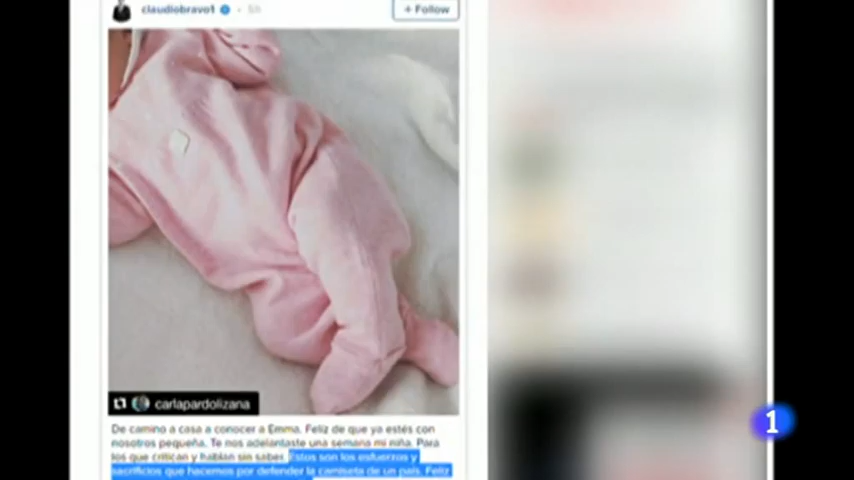 claudiobravo1 • 5h
+ Follow
carlapardolizana
De camino a casa a conocer a Emma. Feliz de que ya estés con
nosotros pequeña. Te nos adelantaste una semana mi niña. Para
los que critican y hablan sin saber. Estos son los esfuerzos y
sacrificios que hacemos por defender la camiseta de un país. Feliz
1